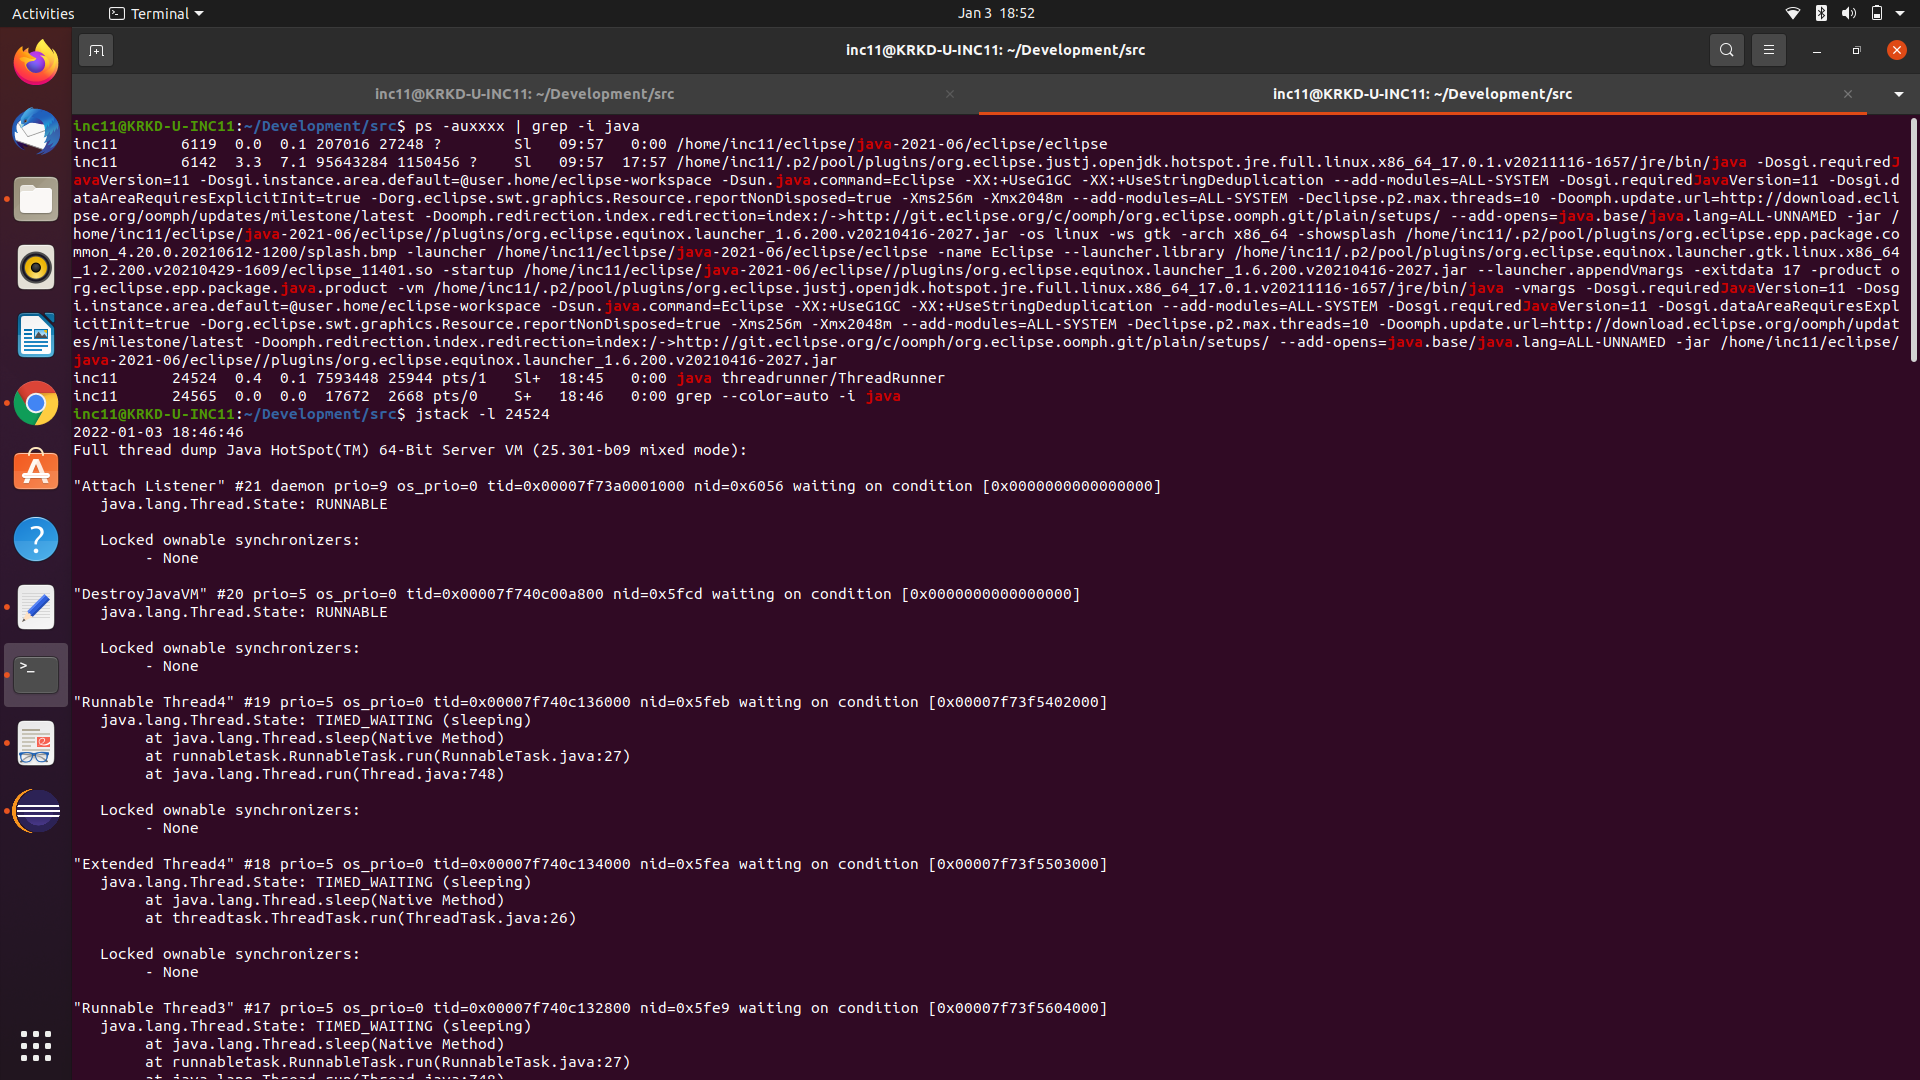 Activities
Terminal
Jan 3 18:52
inc11@KRKD-U-INC11: ~/Development/src
inc11@KRKD-U-INC11: ~/Development/src
inc11@KRKD-U-INC11: ~/Development/src
inc11@KRKD-U-INC11:~/Development/src$ ps -auxxxx | grep -i java
inc11       6119  0.0  0.1 207016 27248 ?        Sl   09:57   0:00 /home/inc11/eclipse/java-2021-06/eclipse/eclipse
inc11       6142  3.3  7.1 95643284 1150456 ?    Sl   09:57  17:57 /home/inc11/.p2/pool/plugins/org.eclipse.justj.openjdk.hotspot.jre.full.linux.x86_64_17.0.1.v20211116-1657/jre/bin/java -Dosgi.requiredJ
avaVersion=11 -Dosgi.instance.area.default=@user.home/eclipse-workspace -Dsun.java.command=Eclipse -XX:+UseG1GC -XX:+UseStringDeduplication --add-modules=ALL-SYSTEM -Dosgi.requiredJavaVersion=11 -Dosgi.d
ataAreaRequiresExplicitInit=true -Dorg.eclipse.swt.graphics.Resource.reportNonDisposed=true -Xms256m -Xmx2048m --add-modules=ALL-SYSTEM -Declipse.p2.max.threads=10 -Doomph.update.url=http://download.ecli
pse.org/oomph/updates/milestone/latest -Doomph.redirection.index.redirection=index:/->http://git.eclipse.org/c/oomph/org.eclipse.oomph.git/plain/setups/ --add-opens=java.base/java.lang=ALL-UNNAMED -jar /
home/inc11/eclipse/java-2021-06/eclipse//plugins/org.eclipse.equinox.launcher_1.6.200.v20210416-2027.jar -os linux -ws gtk -arch x86_64 -showsplash /home/inc11/.p2/pool/plugins/org.eclipse.epp.package.co
mmon_4.20.0.20210612-1200/splash.bmp -launcher /home/inc11/eclipse/java-2021-06/eclipse/eclipse -name Eclipse --launcher.library /home/inc11/.p2/pool/plugins/org.eclipse.equinox.launcher.gtk.linux.x86_64
_1.2.200.v20210429-1609/eclipse_11401.so -startup /home/inc11/eclipse/java-2021-06/eclipse//plugins/org.eclipse.equinox.launcher_1.6.200.v20210416-2027.jar --launcher.appendVmargs -exitdata 17 -product o
rg.eclipse.epp.package.java.product -vm /home/inc11/.p2/pool/plugins/org.eclipse.justj.openjdk.hotspot.jre.full.linux.x86_64_17.0.1.v20211116-1657/jre/bin/java -vmargs -Dosgi.requiredJavaVersion=11 -Dosg
i.instance.area.default=@user.home/eclipse-workspace -Dsun.java.command=Eclipse -XX:+UseG1GC -XX:+UseStringDeduplication --add-modules=ALL-SYSTEM -Dosgi.requiredJavaVersion=11 -Dosgi.dataAreaRequiresExpl
icitInit=true -Dorg.eclipse.swt.graphics.Resource.reportNonDisposed=true -Xms256m -Xmx2048m --add-modules=ALL-SYSTEM -Declipse.p2.max.threads=10 -Doomph.update.url=http://download.eclipse.org/oomph/updat
es/milestone/latest -Doomph.redirection.index.redirection=index:/->http://git.eclipse.org/c/oomph/org.eclipse.oomph.git/plain/setups/ --add-opens=java.base/java.lang=ALL-UNNAMED -jar /home/inc11/eclipse/
java-2021-06/eclipse//plugins/org.eclipse.equinox.launcher_1.6.200.v20210416-2027.jar
inc11      24524  0.4  0.1 7593448 25944 pts/1   Sl+  18:45   0:00 java threadrunner/ThreadRunner
inc11      24565  0.0  0.0  17672  2668 pts/0    S+   18:46   0:00 grep --color=auto -i java
inc11@KRKD-U-INC11:~/Development/src$ jstack -l 24524
2022-01-03 18:46:46
Full thread dump Java HotSpot(TM) 64-Bit Server VM (25.301-b09 mixed mode):
"Attach Listener" #21 daemon prio=9 os_prio=0 tid=0x00007f73a0001000 nid=0x6056 waiting on condition [0x0000000000000000]
java.lang.Thread.State: RUNNABLE
Locked ownable synchronizers:
- None
"DestroyJavaVM" #20 prio=5 os_prio=0 tid=0x00007f740c00a800 nid=0x5fcd waiting on condition [0x0000000000000000]
java.lang.Thread.State: RUNNABLE
Locked ownable synchronizers:
- None
"Runnable Thread4" #19 prio=5 os_prio=0 tid=0x00007f740c136000 nid=0x5feb waiting on condition [0x00007f73f5402000]
java.lang.Thread.State: TIMED_WAITING (sleeping)
at java.lang.Thread.sleep(Native Method)
at runnabletask.RunnableTask.run(RunnableTask.java:27)
at java.lang.Thread.run(Thread.java:748)
Locked ownable synchronizers:
- None
"Extended Thread4" #18 prio=5 os_prio=0 tid=0x00007f740c134000 nid=0x5fea waiting on condition [0x00007f73f5503000]
java.lang.Thread.State: TIMED_WAITING (sleeping)
at java.lang.Thread.sleep(Native Method)
at threadtask.ThreadTask.run(ThreadTask.java:26)
Locked ownable synchronizers:
- None
"Runnable Thread3" #17 prio=5 os_prio=0 tid=0x00007f740c132800 nid=0x5fe9 waiting on condition [0x00007f73f5604000]
java.lang.Thread.State: TIMED_WAITING (sleeping)
at java.lang.Thread.sleep(Native Method)
at runnabletask.RunnableTask.run(RunnableTask.java:27)
at java.lang.Thread.run(Thread.java:748)